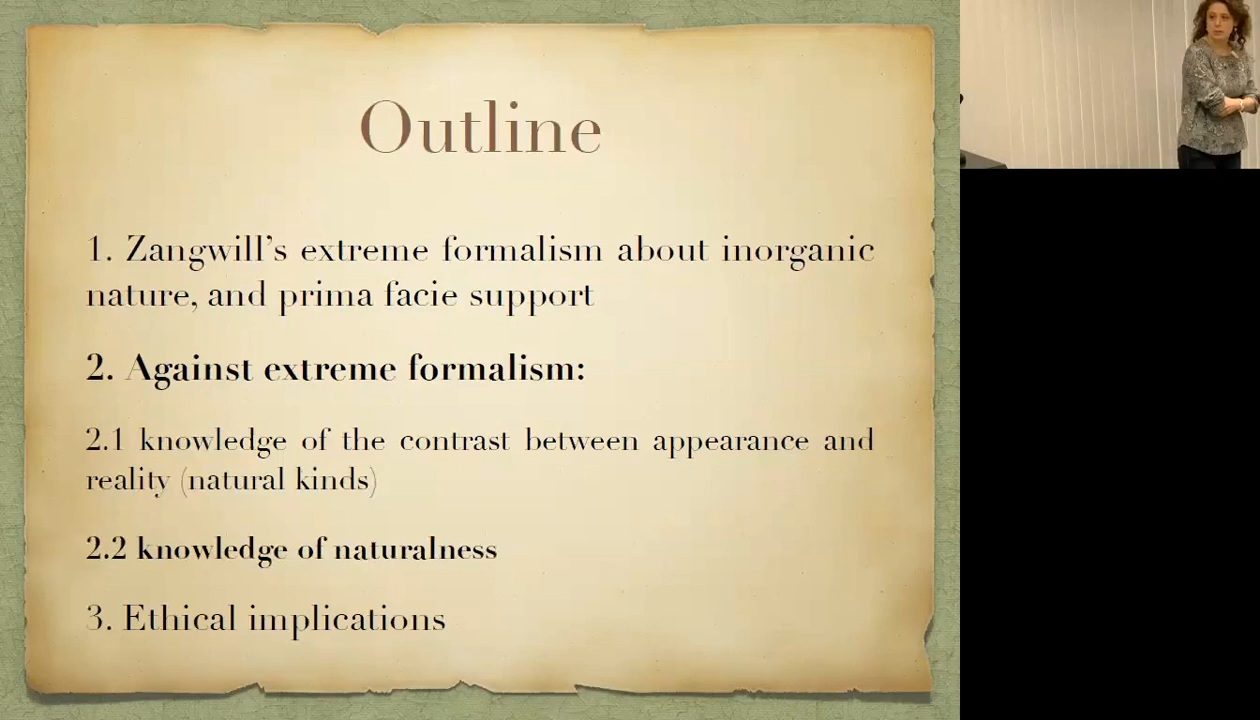 Outline
1. Zangwill's extreme formalism about inorganic
nature, and prima facie support
2. Against extreme formalism:
2.1 knowledge of the contrast between appearance and
reality (natural kinds)
2.2 knowledge of naturalness
3. Ethical implications